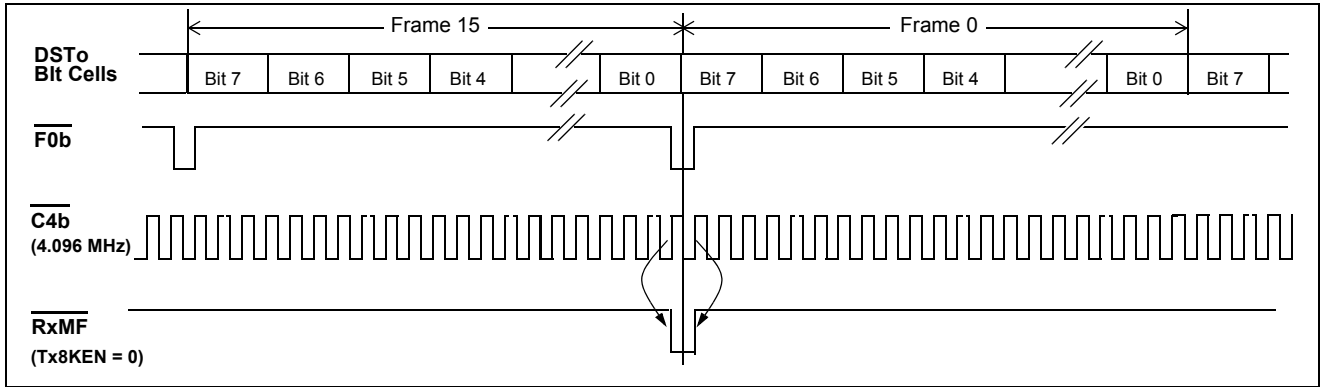 Frame 15 Frame 0
DSTo
BIt Cells
Bit 7 Bit 6 Bit 5 Bit 4 Bit 0 Bit 7 Bit 6 Bit 5 Bit 4 Bit 0 Bit 7
F0b
C4b
(4.096 MHz)
RxMF
(Tx8KEN = 0)